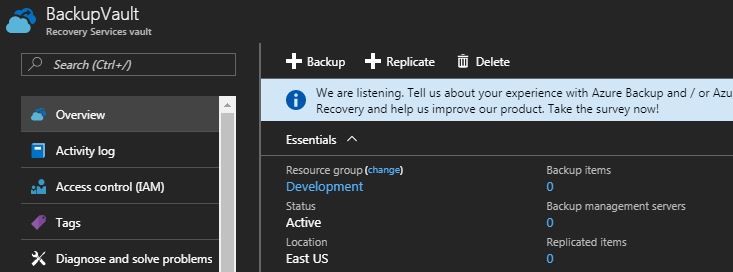 BackupVault
Recovery Services vault
Search (Ctrl+/)
Overview
Activity log
Access control (IAM)
Tags
Diagnose and solve problems
Backup Replicate Delete
We are listening. Tell us about your experience with Azure Backup and / or Azu
Recovery and help us improve our product. Take the survey now!
Essentials
Resource group (change) Backup items
Development 0
Status Backup management servers
Active 0
Location Replicated items
East US 0